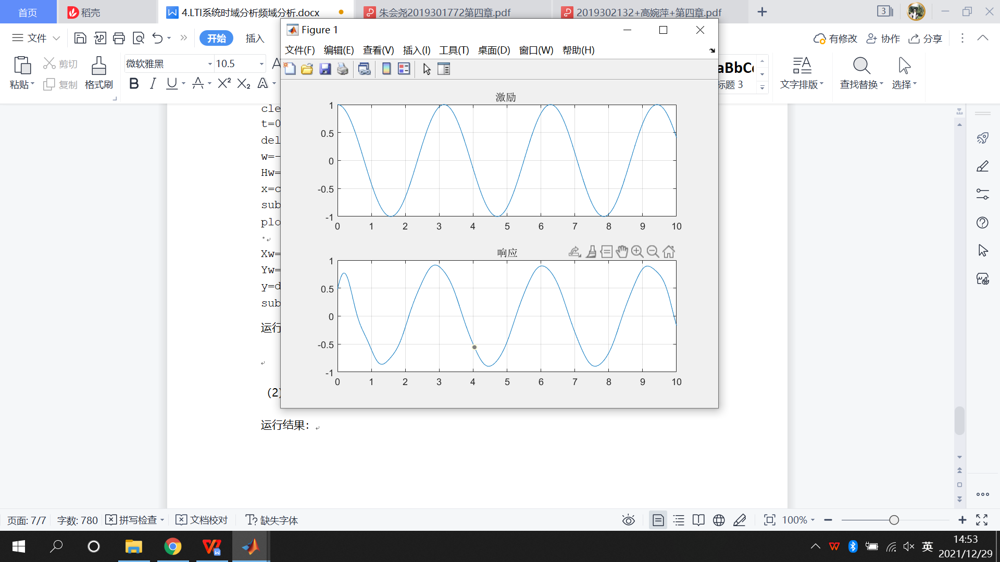 首页
稻壳
4.LTI系统时域分析频域分析.docx
朱会尧2019301772第四章.pdf
2019302132+高婉萍+第四章.pdf
3
文件
开始
插入
有修改
协作
分享
粘贴
剪切
复制
格式刷
微软雅黑
10.5
B I U A X² X₂ A
aBbCc
标题 3
文字排版
查找替换
选择
Figure 1
文件(F) 编辑(E) 查看(V) 插入(I) 工具(T) 桌面(D) 窗口(W) 帮助(H)
激励
1
0.5
0
-0.5
-1
0 1 2 3 4 5 6 7 8 9 10
响应
1
0.5
0
-0.5
-1
0 1 2 3 4 5 6 7 8 9 10
cle
t=0
del
w=-
Hw=
x=c
sub
plo
Xw=
Yw=
y=d
sub
运行
(2)
运行结果：
页面: 7/7 字数: 780 拼写检查 文档校对 缺失字体
100%
英
14:53
2021/12/29